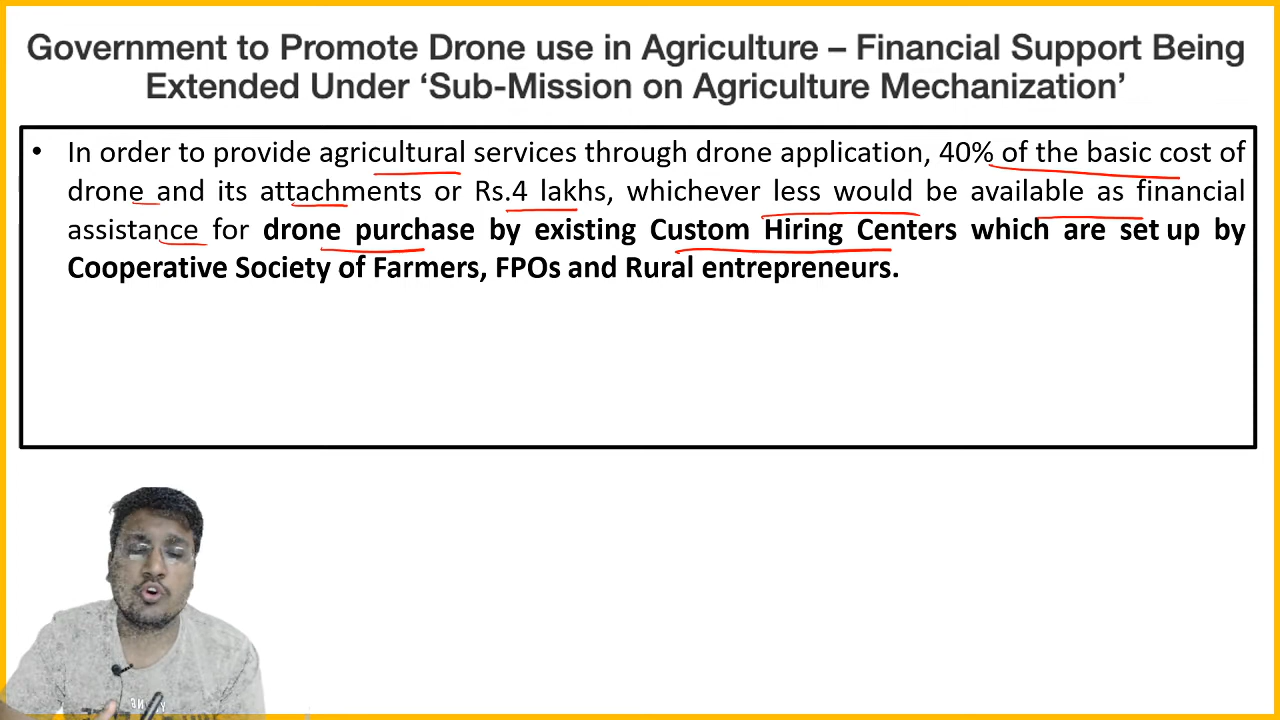 Government to Promote Drone use in Agriculture – Financial Support Being
Extended Under ‘Sub-Mission on Agriculture Mechanization’
• In order to provide agricultural services through drone application, 40% of the basic cost of
drone and its attachments or Rs.4 lakhs, whichever less would be available as financial
assistance for drone purchase by existing Custom Hiring Centers which are set up by
Cooperative Society of Farmers, FPOs and Rural entrepreneurs.